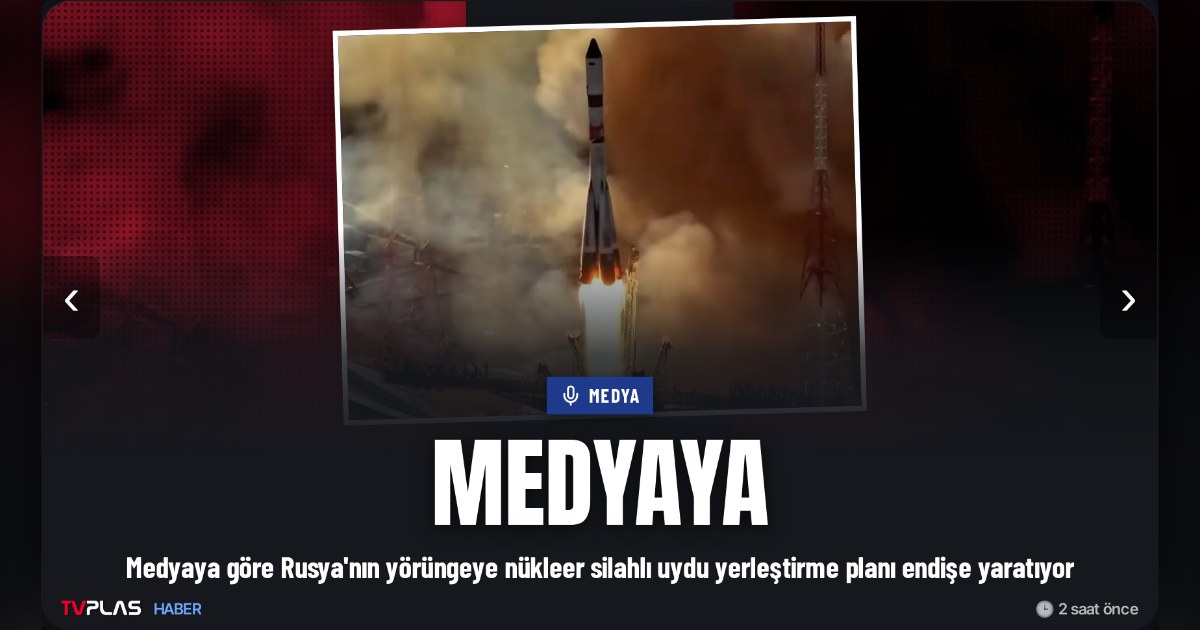 MEDYA
MEDYAYA
Medyaya göre Rusya'nın yörüngeye nükleer silahlı uydu yerleştirme planı endişe yaratıyor
TVPLAS HABER
2 saat önce